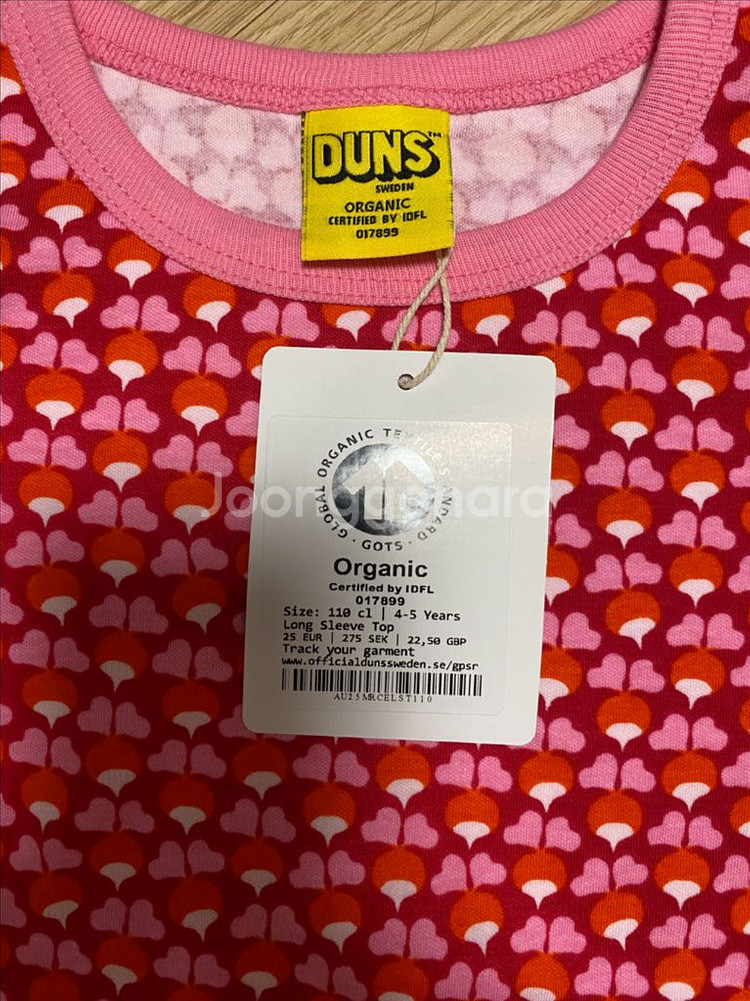 DUNS™
SWEDEN
ORGANIC
CERTIFIED BY IDFL
017899
Joonggonara
GLOBAL ORGANIC TEXTILE STANDARD · GOTS ·
Organic
Certified by IDFL
017899
Size: 110 cl | 4-5 Years
Long Sleeve Top
25 EUR | 275 SEK | 22,50 GBP
Track your garment
www.officialdunssweden.se/gpsr
AU25MRCELST110